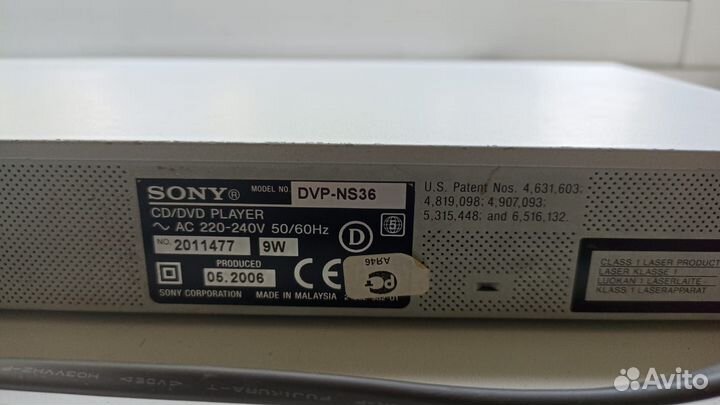 SONY® MODEL NO. DVP-NS36
CD/DVD PLAYER
~ AC 220-240V 50/60Hz
NO. 2011477 9W
PRODUCED
05.2006
SONY CORPORATION MADE IN MALAYSIA
D
5
CE
АЯ46
U.S. Patent Nos. 4,631,603;
4,819,098; 4,907,093;
5,315,448; and 6,516,132.
CLASS 1 LASER PRODUCT
LASER KLASSE 1
LUOKAN 1 LASERLAITE
KLASS 1 LASERAPPARAT
FUJIKURA-T
Avito